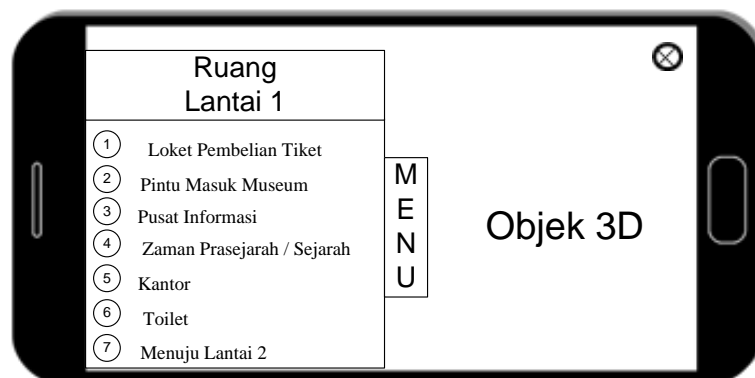 Ruang
Lantai 1
1 Loket Pembelian Tiket
2 Pintu Masuk Museum
3 Pusat Informasi
4 Zaman Prasejarah / Sejarah
5 Kantor
6 Toilet
7 Menuju Lantai 2
M
E
N
U
Objek 3D